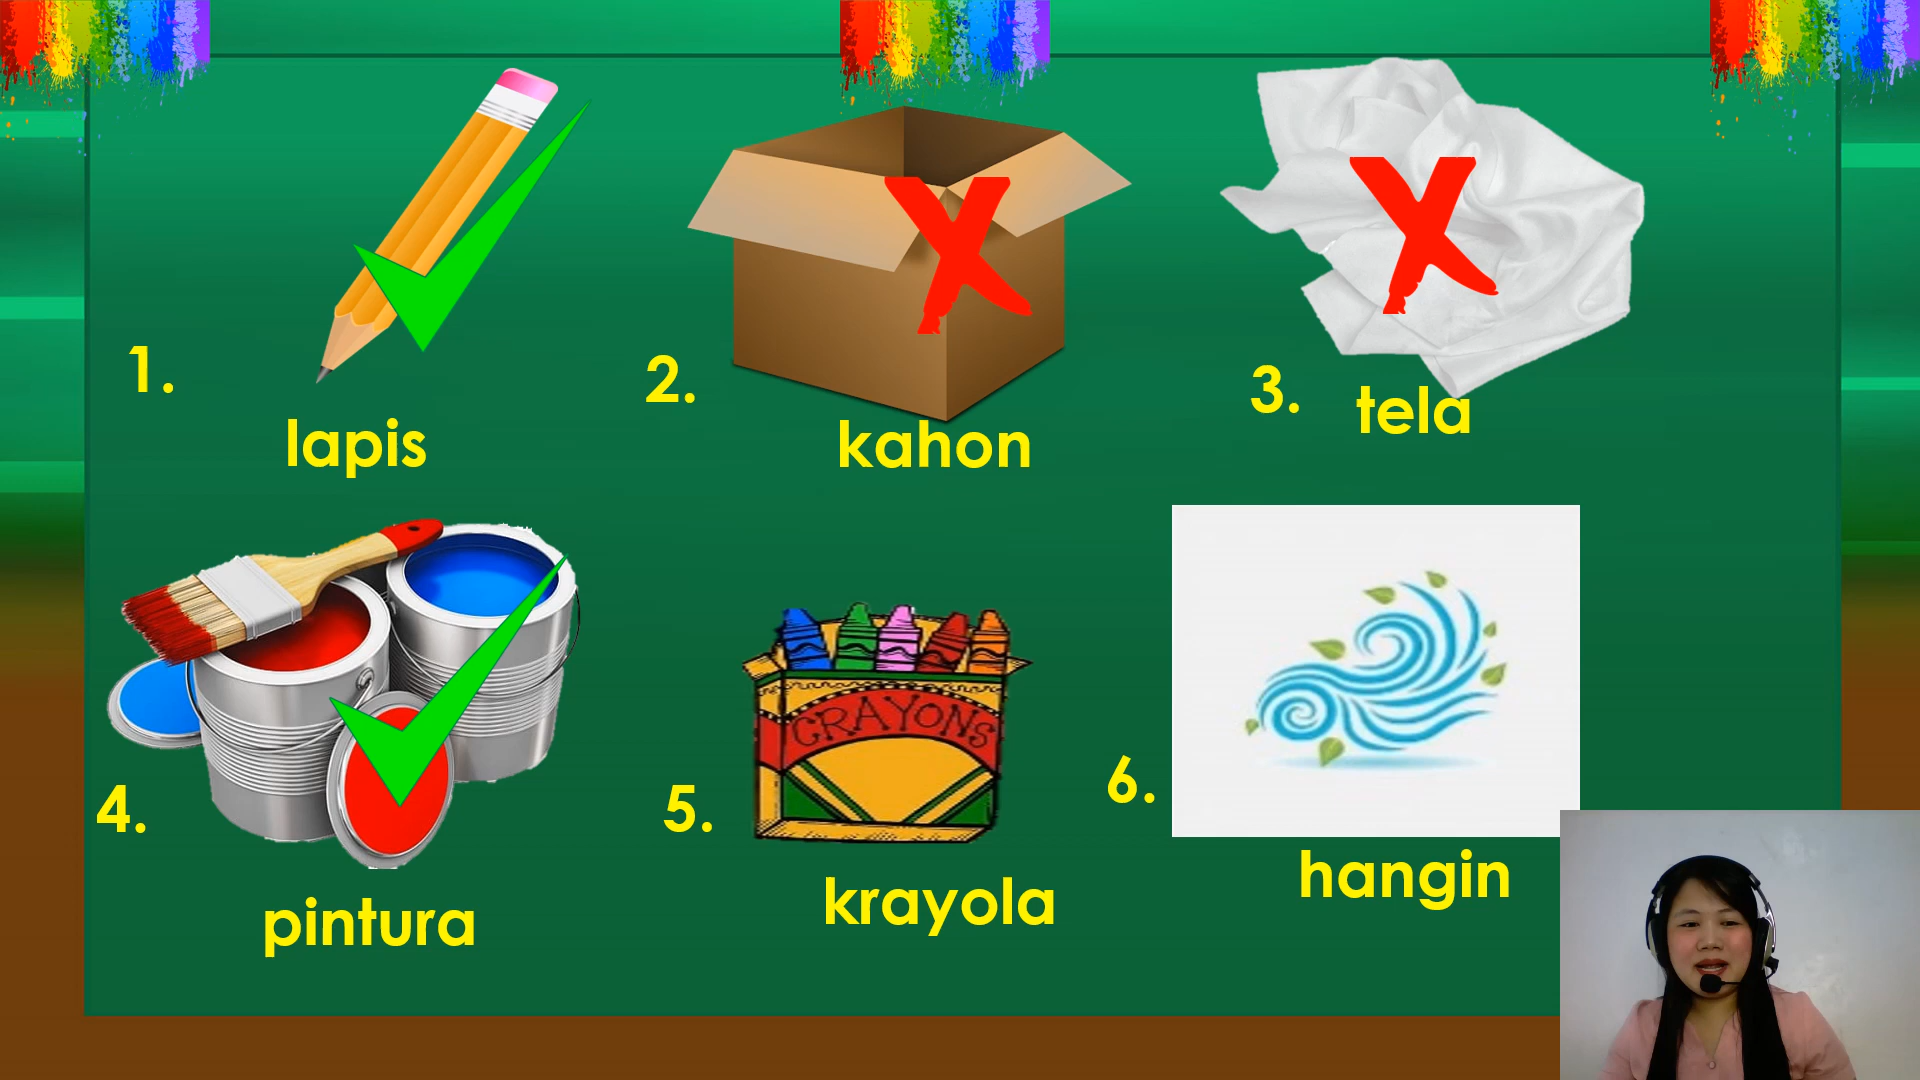 1.
lapis
2.
kahon
3.
tela
4.
pintura
5.
CRAYONS
krayola
6.
hangin